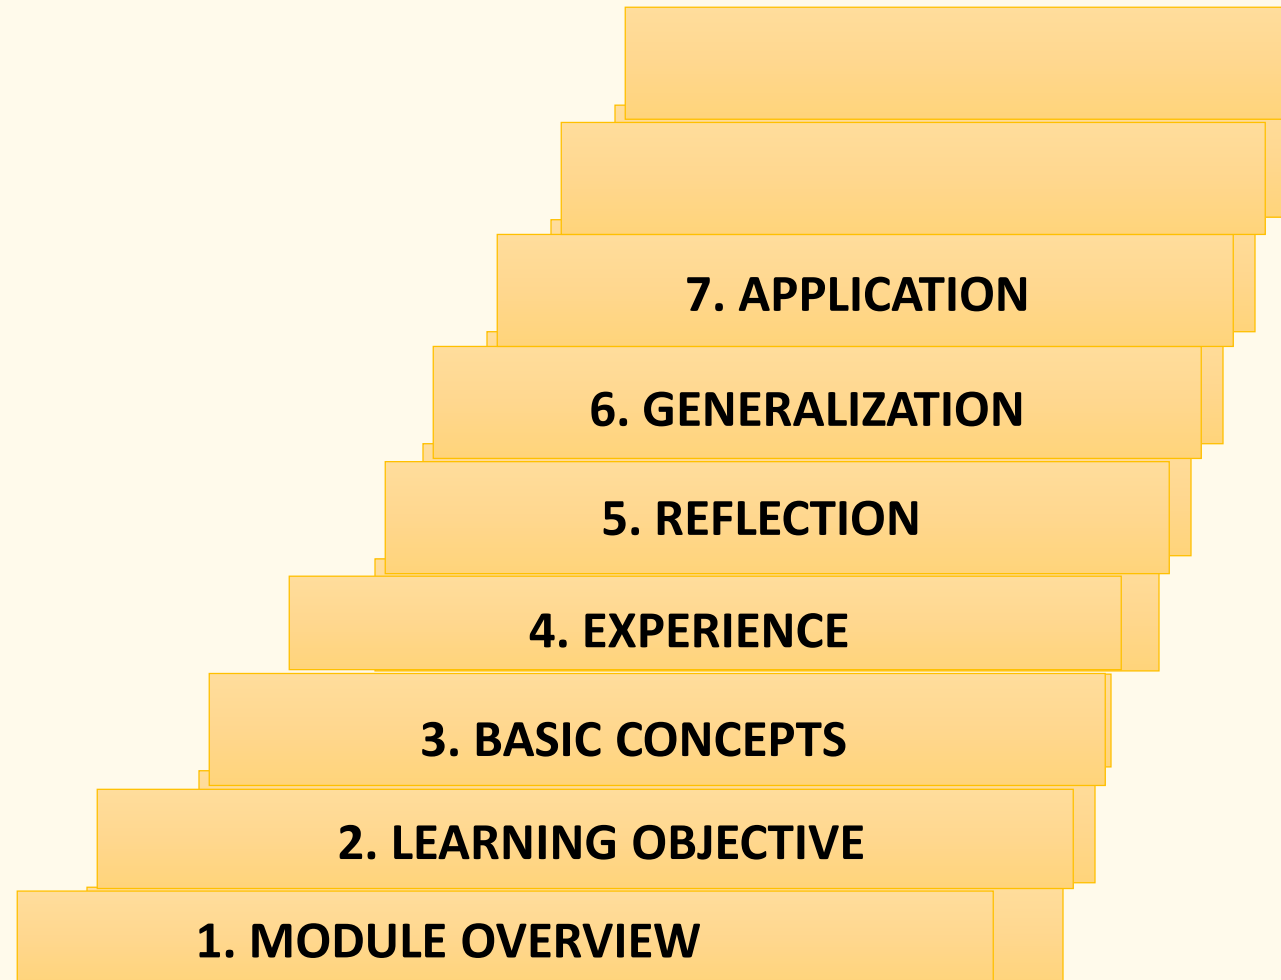 7. APPLICATION
6. GENERALIZATION
5. REFLECTION
4. EXPERIENCE
3. BASIC CONCEPTS
2. LEARNING OBJECTIVE
1. MODULE OVERVIEW